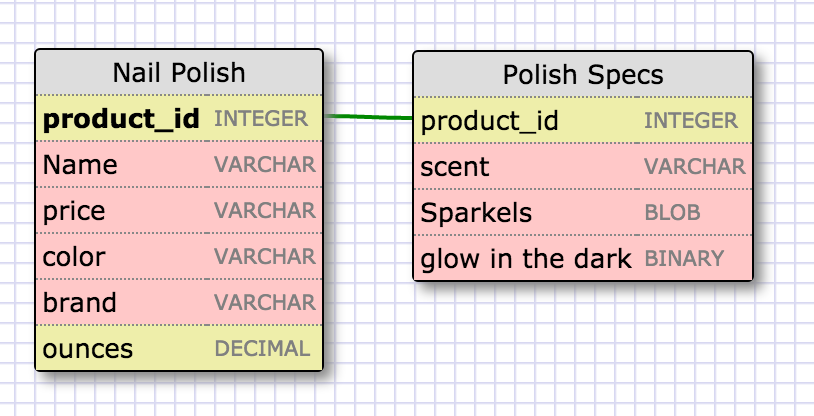 Nail Polish
product_id INTEGER
Name VARCHAR
price VARCHAR
color VARCHAR
brand VARCHAR
ounces DECIMAL
Polish Specs
product_id INTEGER
scent VARCHAR
Sparkels BLOB
glow in the dark BINARY